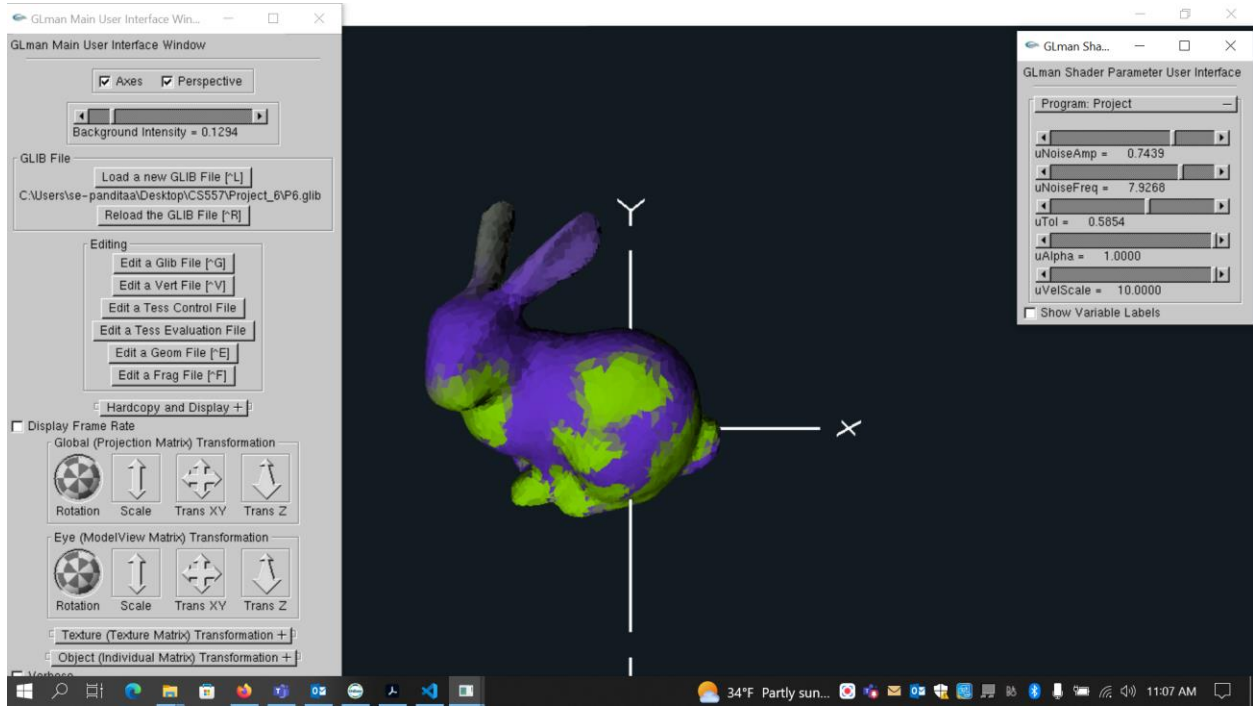 GLman Main User Interface Win...
GLman Main User Interface Window
Axes Perspective
Background Intensity = 0.1294
GLIB File
Load a new GLIB File [^L]
C:\Users\se-panditaa\Desktop\CS557\Project_6\P6.glib
Reload the GLIB File [^R]
Editing
Edit a Glib File [^G]
Edit a Vert File [^V]
Edit a Tess Control File
Edit a Tess Evaluation File
Edit a Geom File [^E]
Edit a Frag File [^F]
Hardcopy and Display +
Display Frame Rate
Global (Projection Matrix) Transformation
Rotation Scale Trans XY Trans Z
Eye (ModelView Matrix) Transformation
Rotation Scale Trans XY Trans Z
Texture (Texture Matrix) Transformation +
Object (Individual Matrix) Transformation +
Verbose
Y
X
GLman Sha...
GLman Shader Parameter User Interface
Program: Project
uNoiseAmp = 0.7439
uNoiseFreq = 7.9268
uTol = 0.5854
uAlpha = 1.0000
uVelScale = 10.0000
Show Variable Labels
34°F Partly sun... 11:07 AM